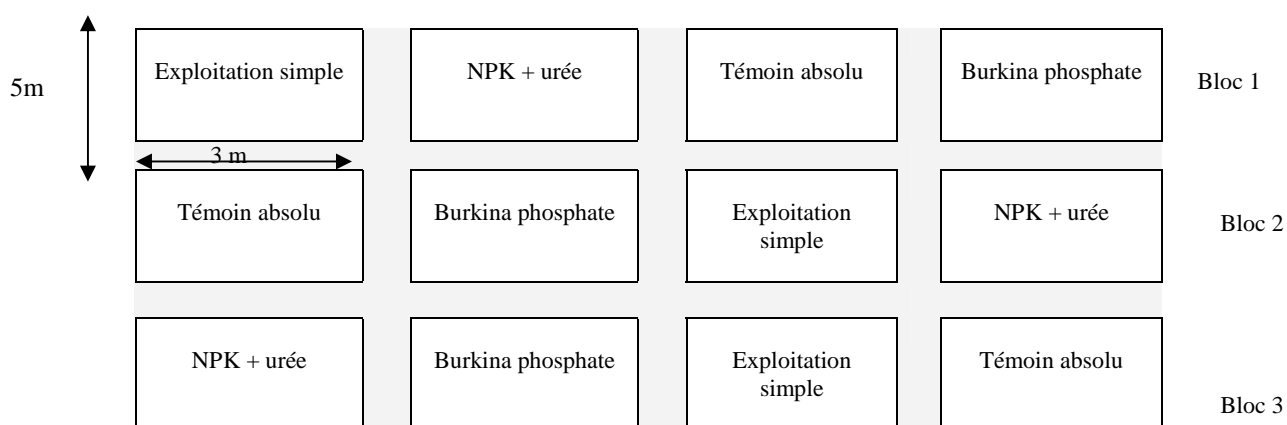 Exploitation simple
NPK + urée
Témoin absolu
Burkina phosphate
Bloc 1
5m
3 m
Témoin absolu
Burkina phosphate
Exploitation
simple
NPK + urée
Bloc 2
NPK + urée
Burkina phosphate
Exploitation
simple
Témoin absolu
Bloc 3